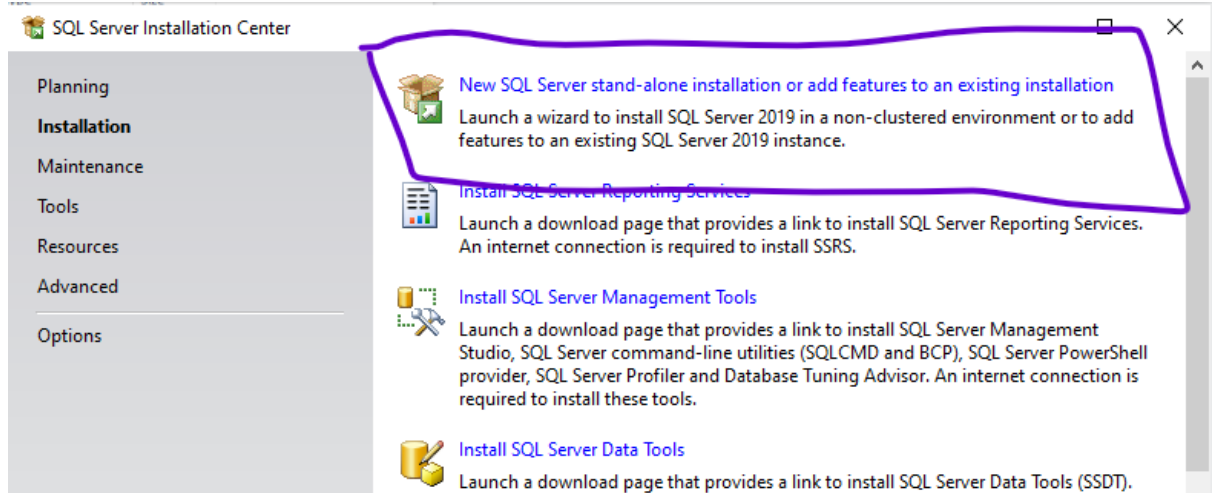 SQL Server Installation Center
Planning
Installation
Maintenance
Tools
Resources
Advanced
Options
New SQL Server stand-alone installation or add features to an existing installation
Launch a wizard to install SQL Server 2019 in a non-clustered environment or to add
features to an existing SQL Server 2019 instance.
Install SQL Server Reporting Services
Launch a download page that provides a link to install SQL Server Reporting Services.
An internet connection is required to install SSRS.
Install SQL Server Management Tools
Launch a download page that provides a link to install SQL Server Management
Studio, SQL Server command-line utilities (SQLCMD and BCP), SQL Server PowerShell
provider, SQL Server Profiler and Database Tuning Advisor. An internet connection is
required to install these tools.
Install SQL Server Data Tools
Launch a download page that provides a link to install SQL Server Data Tools (SSDT).